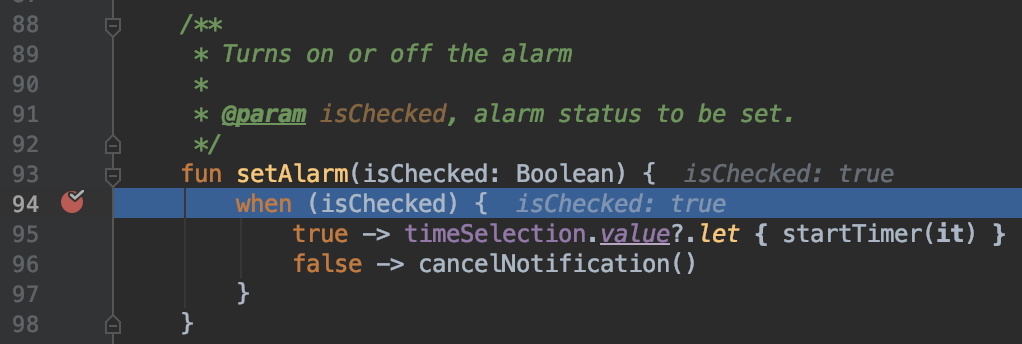 88 /**
89 * Turns on or off the alarm
90 *
91 * @param isChecked, alarm status to be set.
92 */
93 fun setAlarm(isChecked: Boolean) { isChecked: true
94 when (isChecked) { isChecked: true
95 true -> timeSelection.value?.let { startTimer(it) }
96 false -> cancelNotification()
97 }
98 }